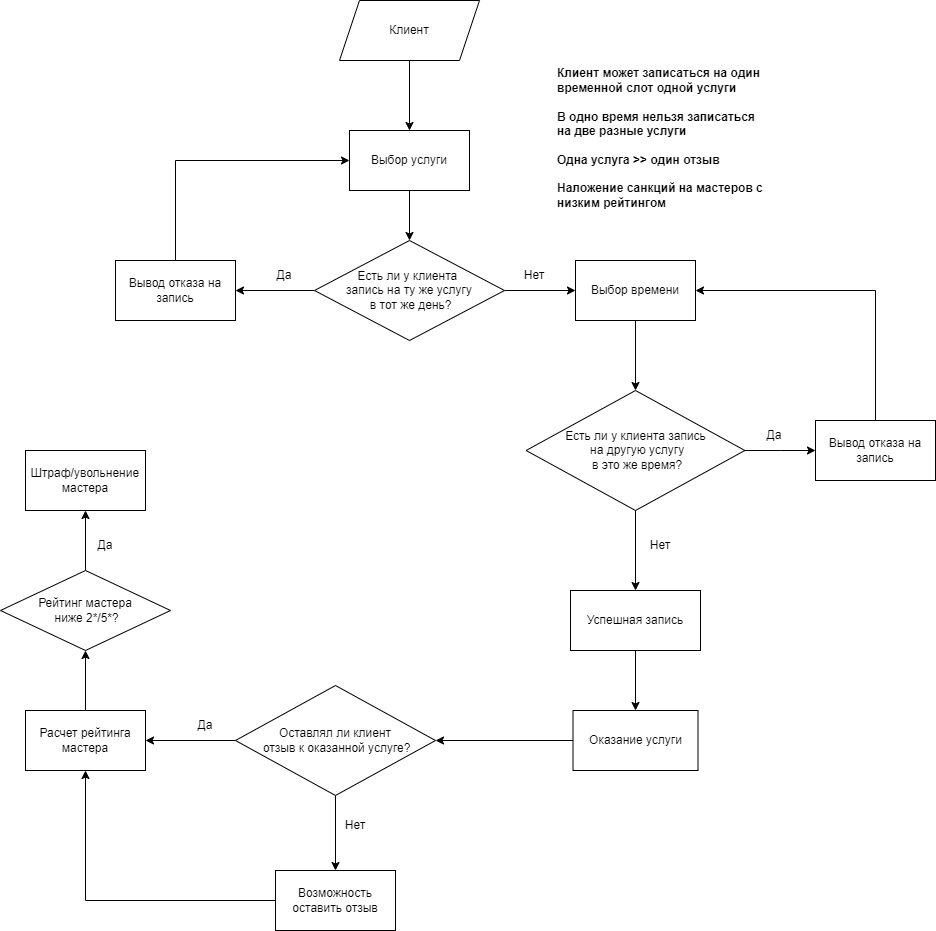 Клиент
Клиент может записаться на один
временной слот одной услуги
В одно время нельзя записаться
на две разные услуги
Одна услуга >> один отзыв
Наложение санкций на мастеров с
низким рейтингом
Выбор услуги
Есть ли у клиента
запись на ту же услугу
в тот же день?
Да
Нет
Вывод отказа на
запись
Выбор времени
Есть ли у клиента запись
на другую услугу
в это же время?
Да
Вывод отказа на
запись
Нет
Успешная запись
Оказание услуги
Оставлял ли клиент
отзыв к оказанной услуге?
Да
Нет
Возможность
оставить отзыв
Расчет рейтинга
мастера
Рейтинг мастера
ниже 2*/5*?
Да
Штраф/увольнение
мастера